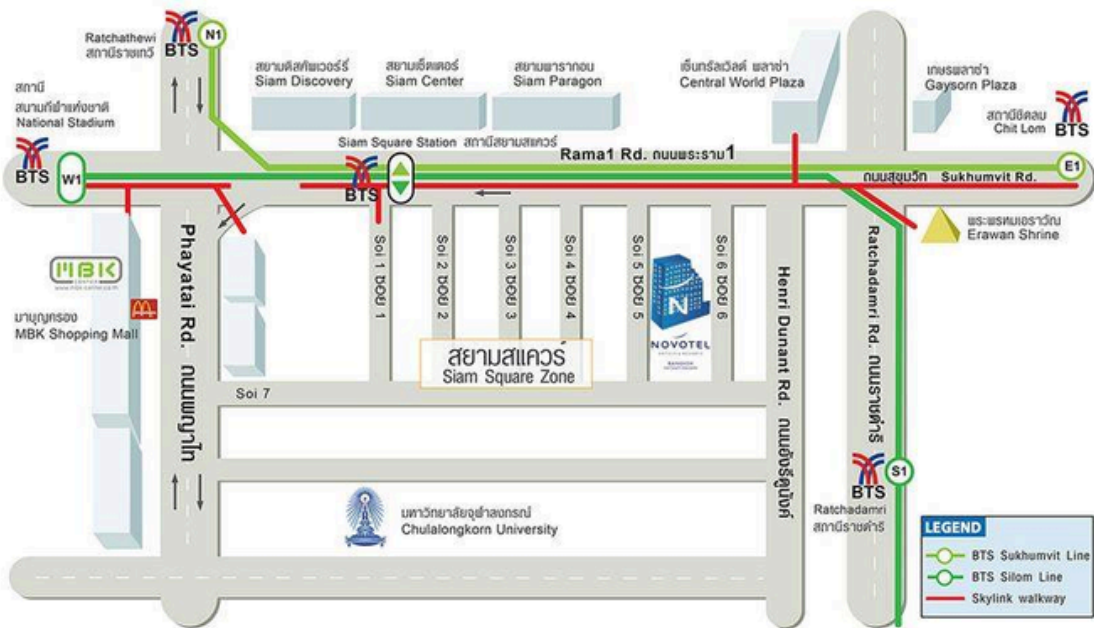 Ratchathewi
สถานีราชเทวี
BTS
N1
สยามดิสคัฟเวอร์รี่
Siam Discovery
สยามเซ็นเตอร์
Siam Center
สยามพารากอน
Siam Paragon
เซ็นทรัลเวิลด์ พลาซ่า
Central World Plaza
เกษรพลาซ่า
Gaysorn Plaza
สถานีชิดลม
Chit Lom
BTS
สถานี
สนามกีฬาแห่งชาติ
National Stadium
BTS
W1
Siam Square Station สถานีสยามสแควร์
BTS
Rama1 Rd. ถนนพระราม1
E1
ถนนสุขุมวิท Sukhumvit Rd.
พระพรหมเอราวัณ
Erawan Shrine
MBK
CENTER
มาบุญครอง
MBK Shopping Mall
Phayatai Rd. ถนนพญาไท
Soi 1 ซอย 1
Soi 2 ซอย 2
Soi 3 ซอย 3
Soi 4 ซอย 4
Soi 5 ซอย 5
Soi 6 ซอย 6
N
NOVOTEL
สยามสแควร์
Siam Square Zone
Soi 7
Henri Dunant Rd. ถนนอังรีดูนังต์
Ratchadamri Rd. ถนนราชดำริ
มหาวิทยาลัยจุฬาลงกรณ์
Chulalongkorn University
BTS
S1
Ratchadamri
สถานีราชดำริ
LEGEND
BTS Sukhumvit Line
BTS Silom Line
Skylink walkway